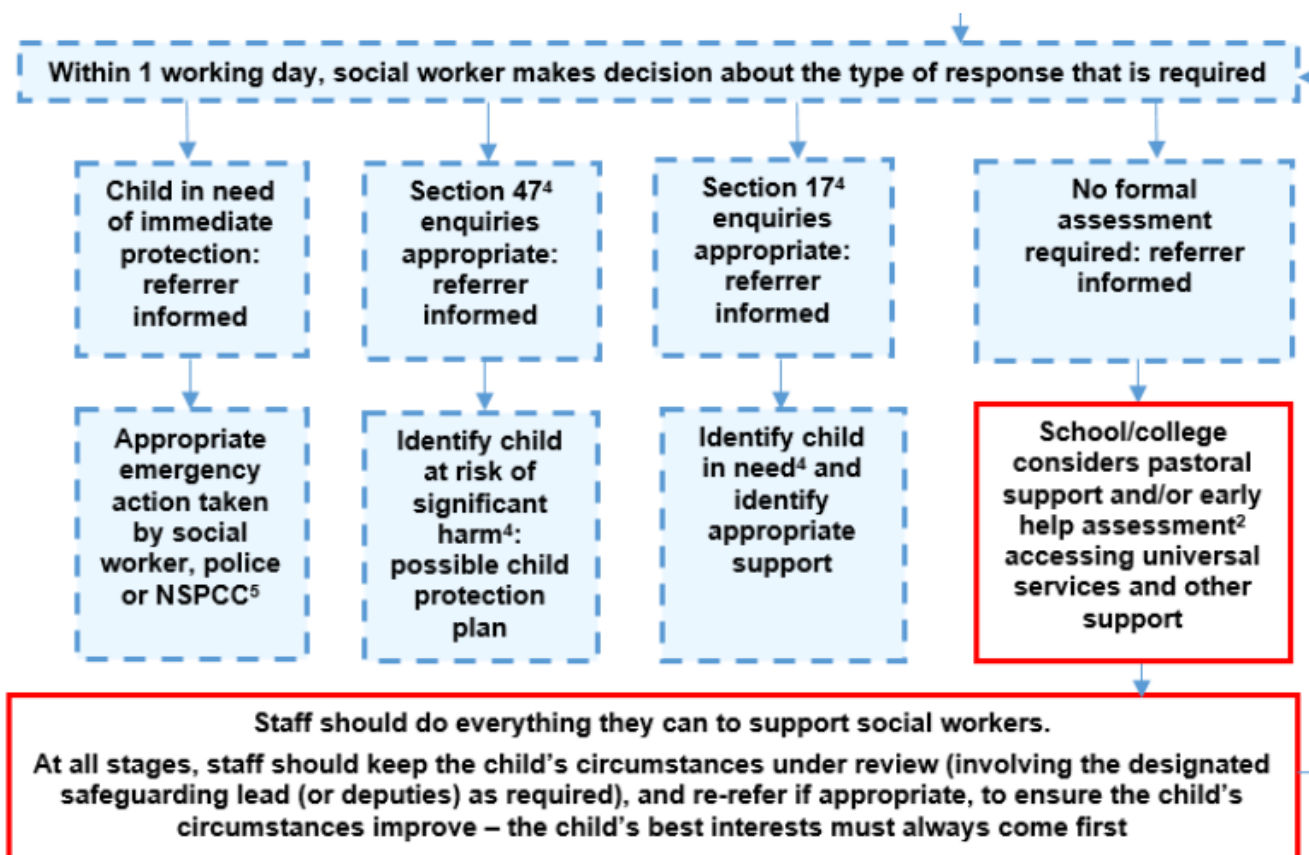 Within 1 working day, social worker makes decision about the type of response that is required
Child in need
of immediate
protection:
referrer
informed
Section 47⁴
enquiries
appropriate:
referrer
informed
Section 17⁴
enquiries
appropriate:
referrer
informed
No formal
assessment
required: referrer
informed
Appropriate
emergency
action taken
by social
worker, police
or NSPCC⁵
Identify child
at risk of
significant
harm⁴:
possible child
protection
plan
Identify child
in need⁴ and
identify
appropriate
support
School/college
considers pastoral
support and/or early
help assessment²
accessing universal
services and other
support
Staff should do everything they can to support social workers.
At all stages, staff should keep the child’s circumstances under review (involving the designated
safeguarding lead (or deputies) as required), and re-refer if appropriate, to ensure the child’s
circumstances improve – the child’s best interests must always come first